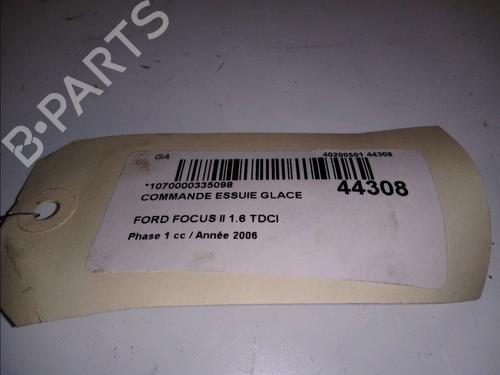 B-PARTS
GA
40200501 44308
*1070000335098
44308
COMMANDE ESSUIE GLACE
FORD FOCUS II 1.6 TDCI
Phase 1 cc / Année 2006